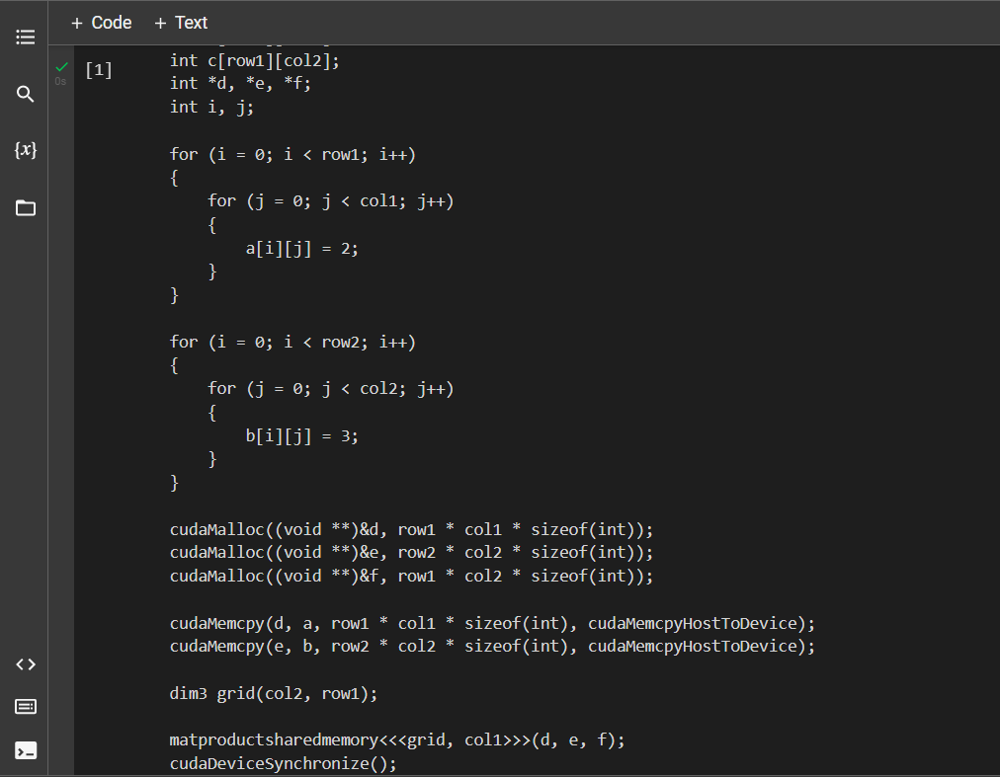 + Code + Text
int c[row1][col2];
0s
[1]
int *d, *e, *f;
int i, j;
for (i = 0; i < row1; i++)
{
for (j = 0; j < col1; j++)
{
a[i][j] = 2;
}
}
for (i = 0; i < row2; i++)
{
for (j = 0; j < col2; j++)
{
b[i][j] = 3;
}
}
cudaMalloc((void **)&d, row1 * col1 * sizeof(int));
cudaMalloc((void **)&e, row2 * col2 * sizeof(int));
cudaMalloc((void **)&f, row1 * col2 * sizeof(int));
cudaMemcpy(d, a, row1 * col1 * sizeof(int), cudaMemcpyHostToDevice);
cudaMemcpy(e, b, row2 * col2 * sizeof(int), cudaMemcpyHostToDevice);
dim3 grid(col2, row1);
matproductsharedmemory<<<grid, col1>>>(d, e, f);
cudaDeviceSynchronize();
{x}
<>